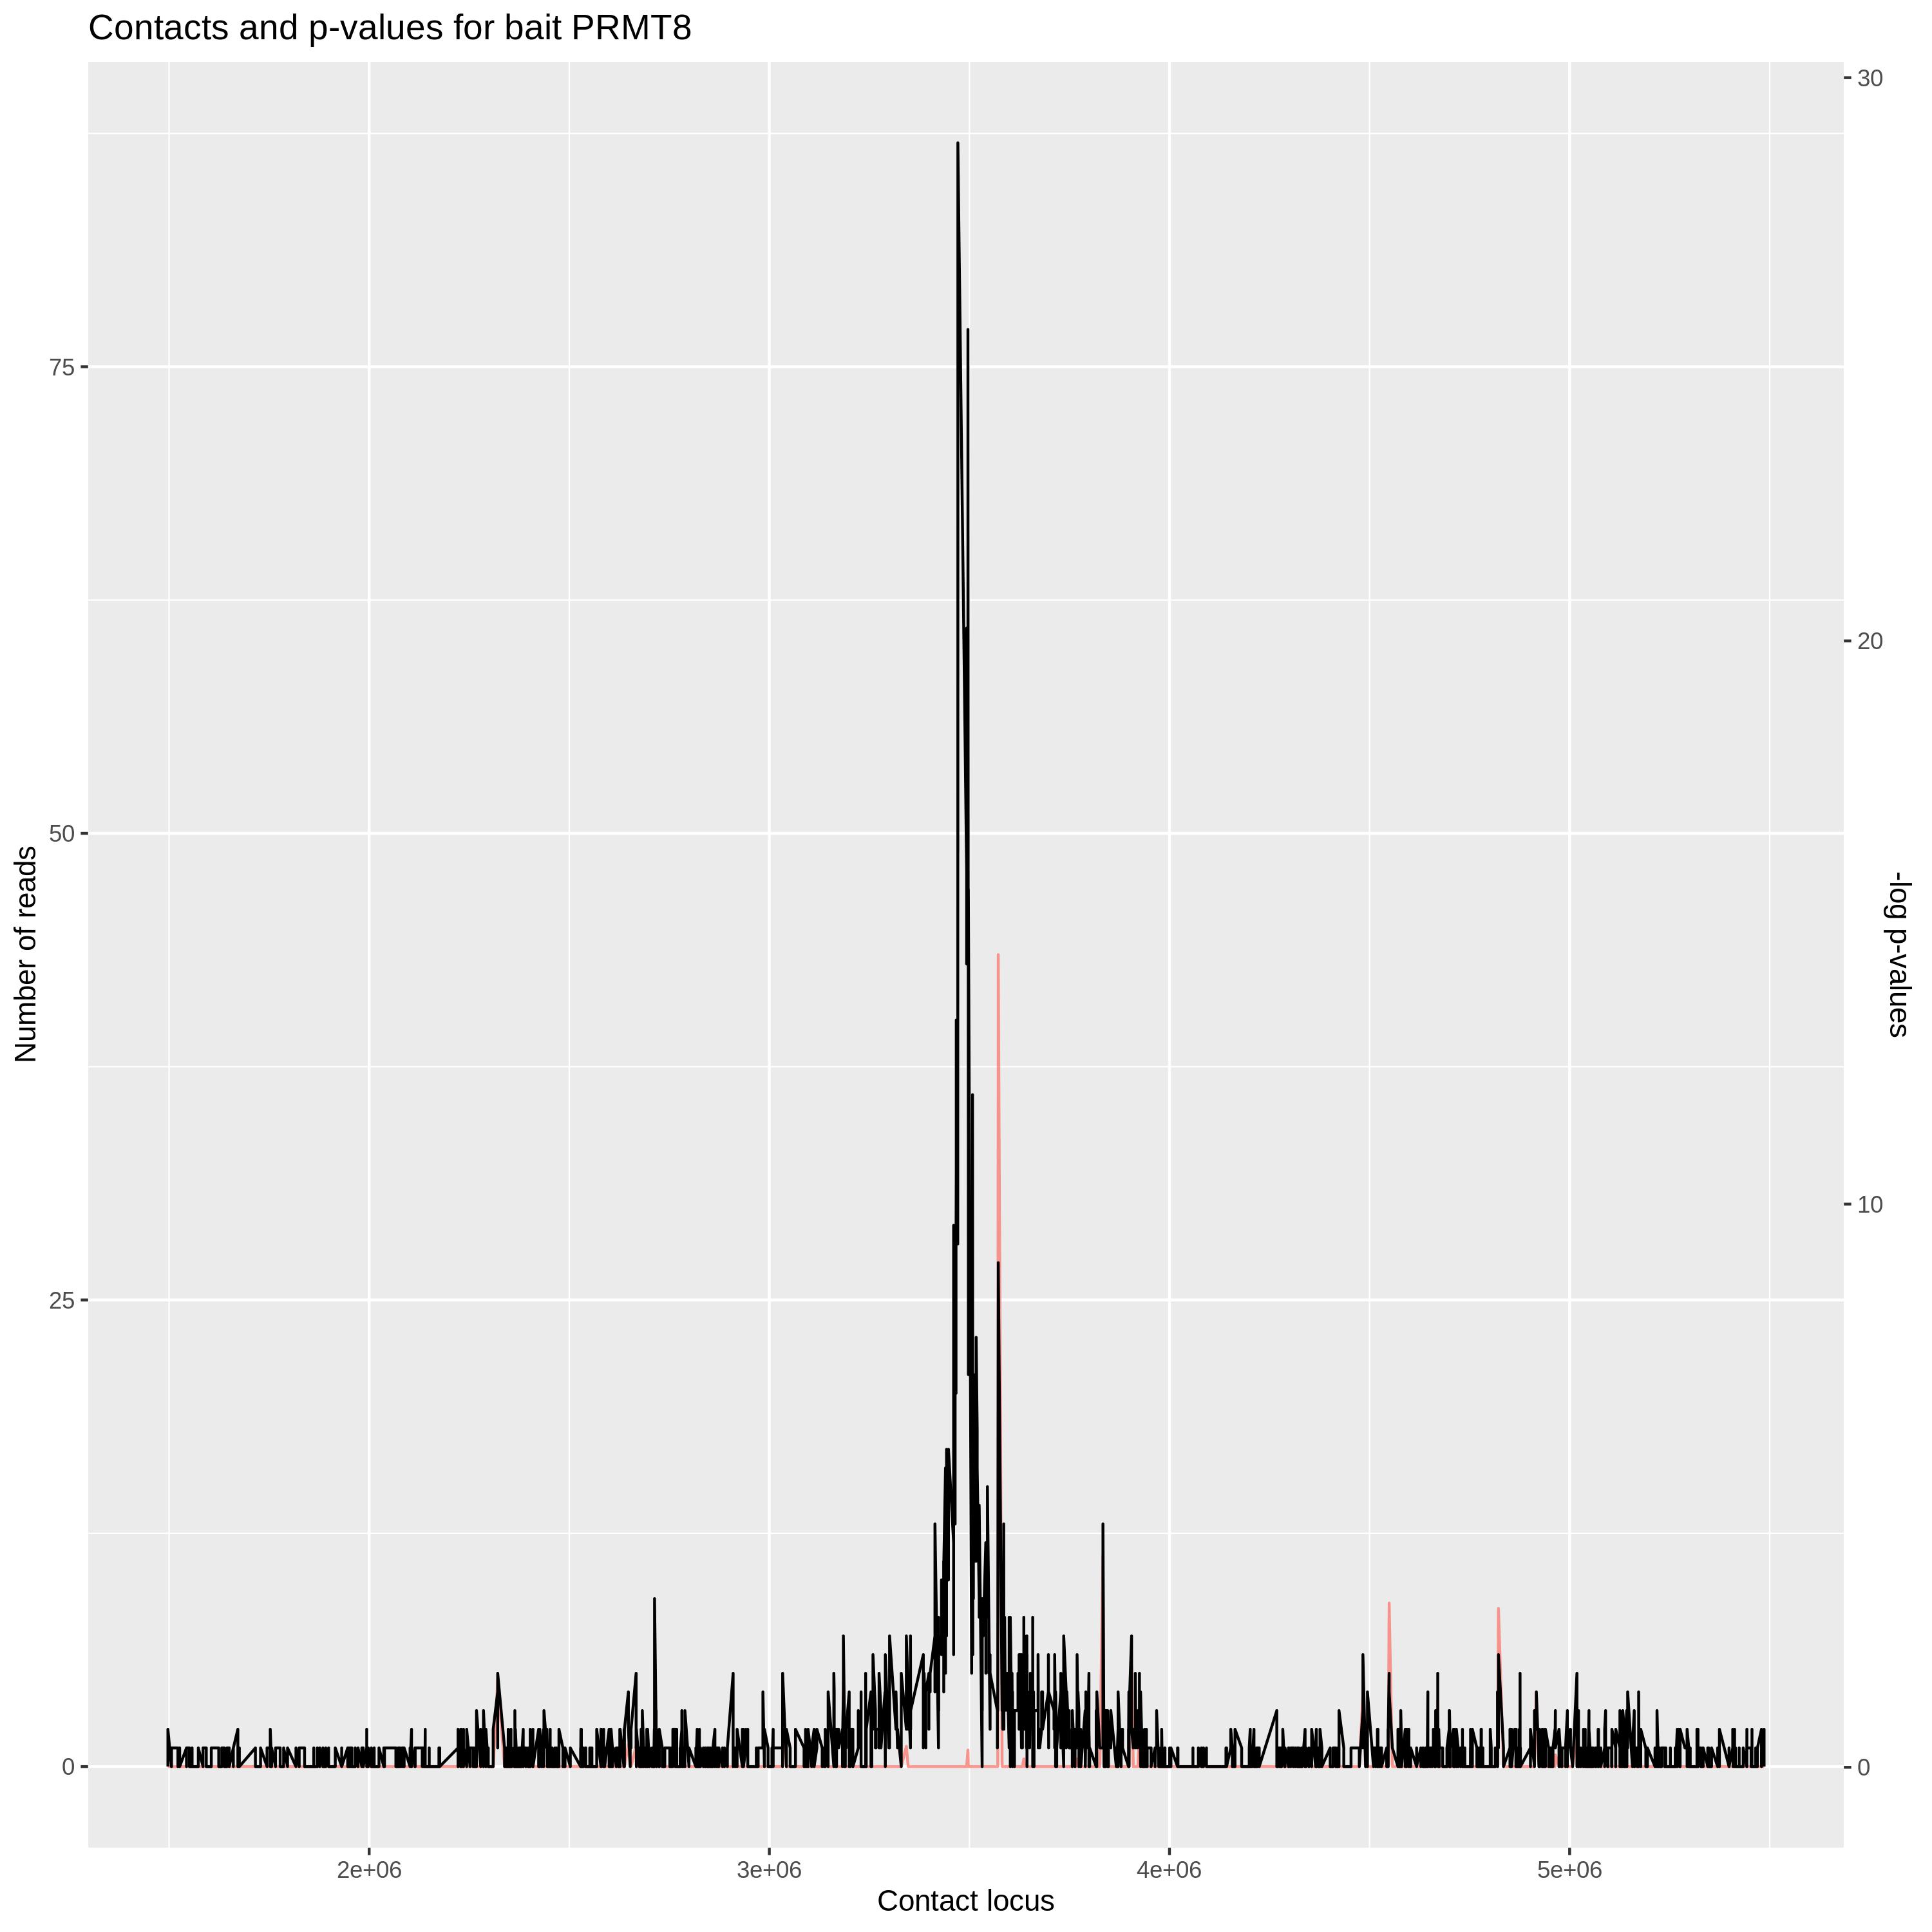 Contacts and p-values for bait PRMT8
30
75
20
50
Number of reads
-log p-values
10
25
0
0
2e+06
3e+06
4e+06
5e+06
Contact locus